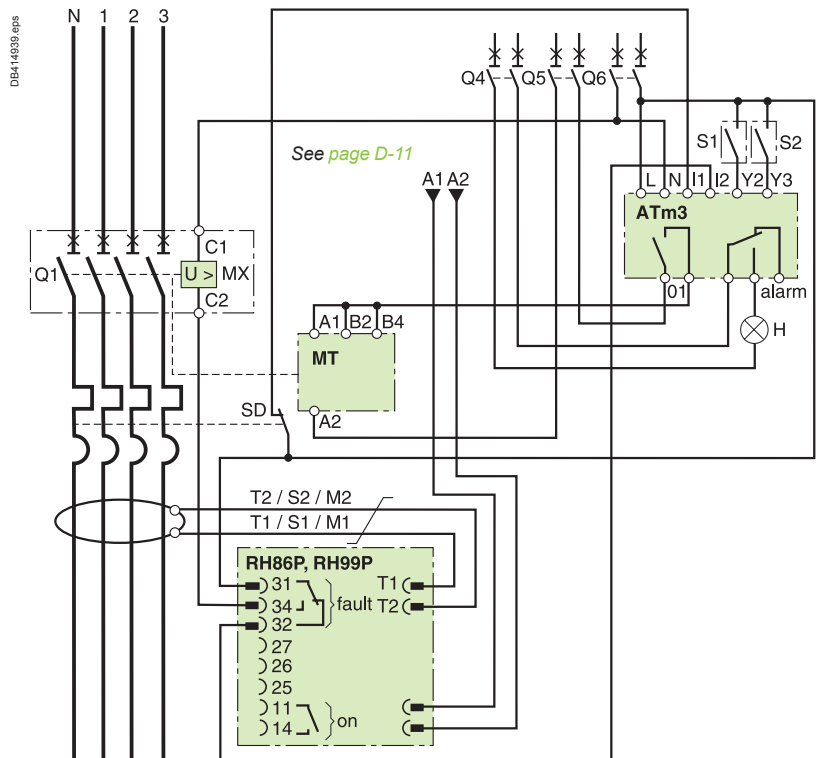 DB414939.eps
N 1 2 3
Q4 Q5 Q6
See page D-11
S1 S2
A1 A2
L N I1 I2 Y2 Y3
ATm3
C1
Q1 U > MX
C2
01 alarm
A1 B2 B4
H
MT
SD
A2
T2 / S2 / M2
T1 / S1 / M1
RH86P, RH99P
31 T1
34 fault T2
32
27
26
25
11
14 on